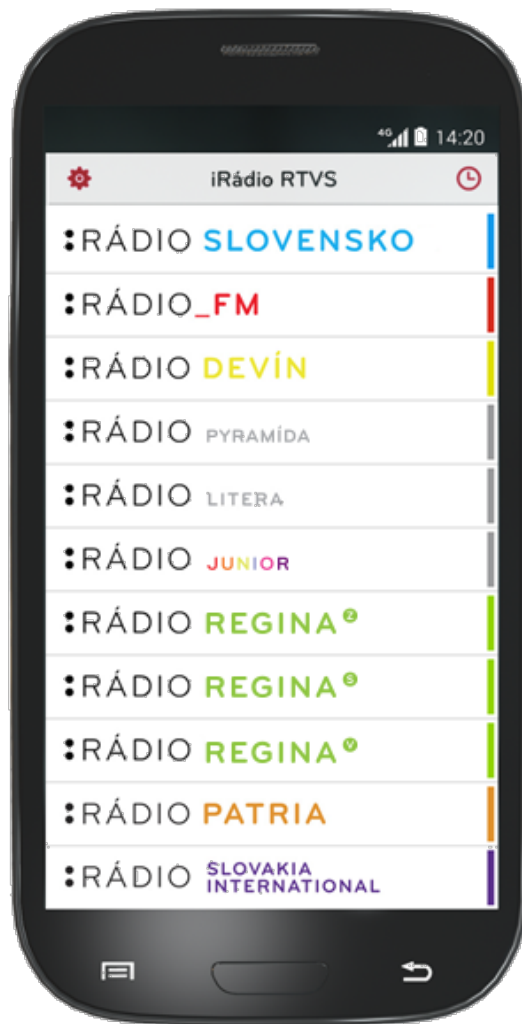 4G 14:20
iRádio RTVS
:RÁDIO SLOVENSKO
:RÁDIO_FM
:RÁDIO DEVÍN
:RÁDIO PYRAMÍDA
:RÁDIO LITERA
:RÁDIO JUNIOR
:RÁDIO REGINA Z
:RÁDIO REGINA S
:RÁDIO REGINA V
:RÁDIO PATRIA
:RÁDIO SLOVAKIA
INTERNATIONAL